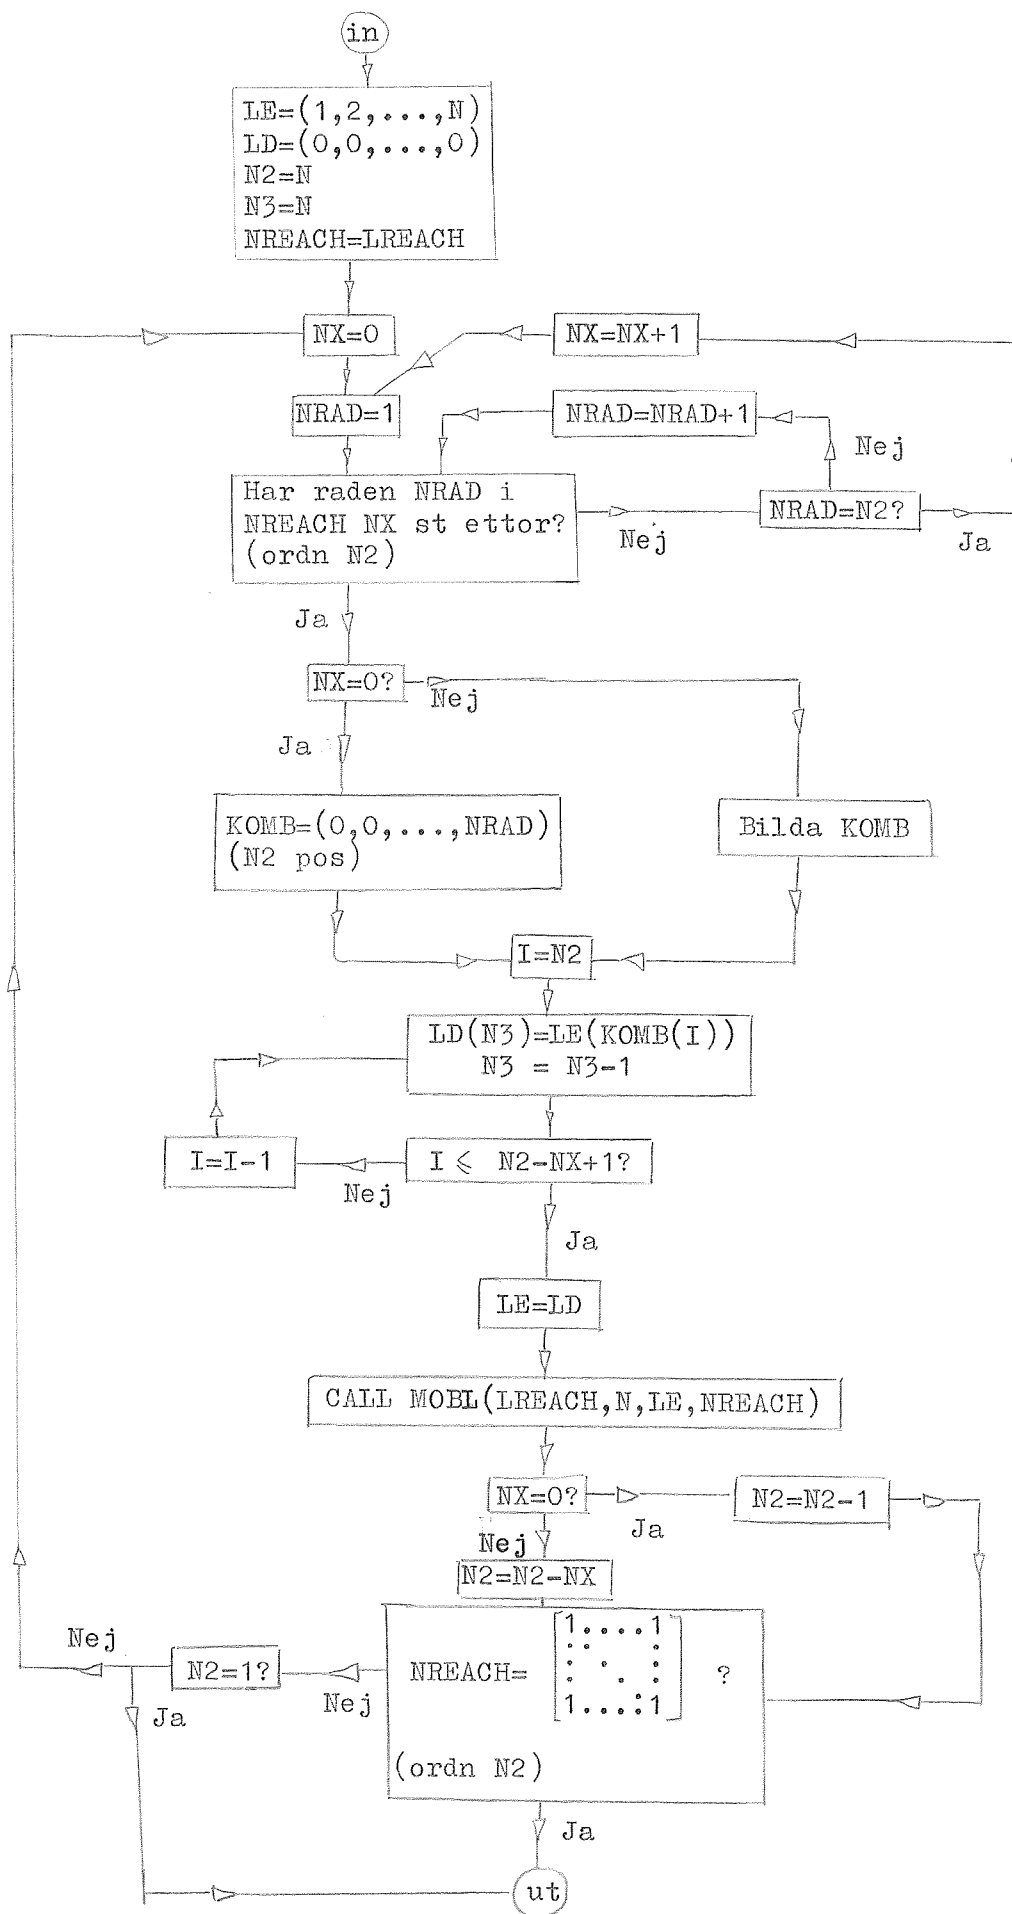 in
LE=(1,2,...,N)
LD=(0,0,...,0)
N2=N
N3=N
NREACH=LREACH
NX=0
NX=NX+1
NRAD=1
NRAD=NRAD+1
Nej
Har raden NRAD i
NREACH NX st ettor?
(ordn N2)
Nej
NRAD=N2?
Ja
Ja
NX=0?
Nej
Ja
KOMB=(0,0,...,NRAD)
(N2 pos)
Bilda KOMB
I=N2
LD(N3)=LE(KOMB(I))
N3 = N3-1
I=I-1
Nej
I ≤ N2-NX+1?
Ja
LE=LD
CALL MOBL(LREACH,N,LE,NREACH)
NX=0?
Ja
N2=N2-1
Nej
N2=N2-NX
Nej
N2=1?
Ja
Nej
1....1
NREACH= ?
1....1
(ordn N2)
Ja
ut